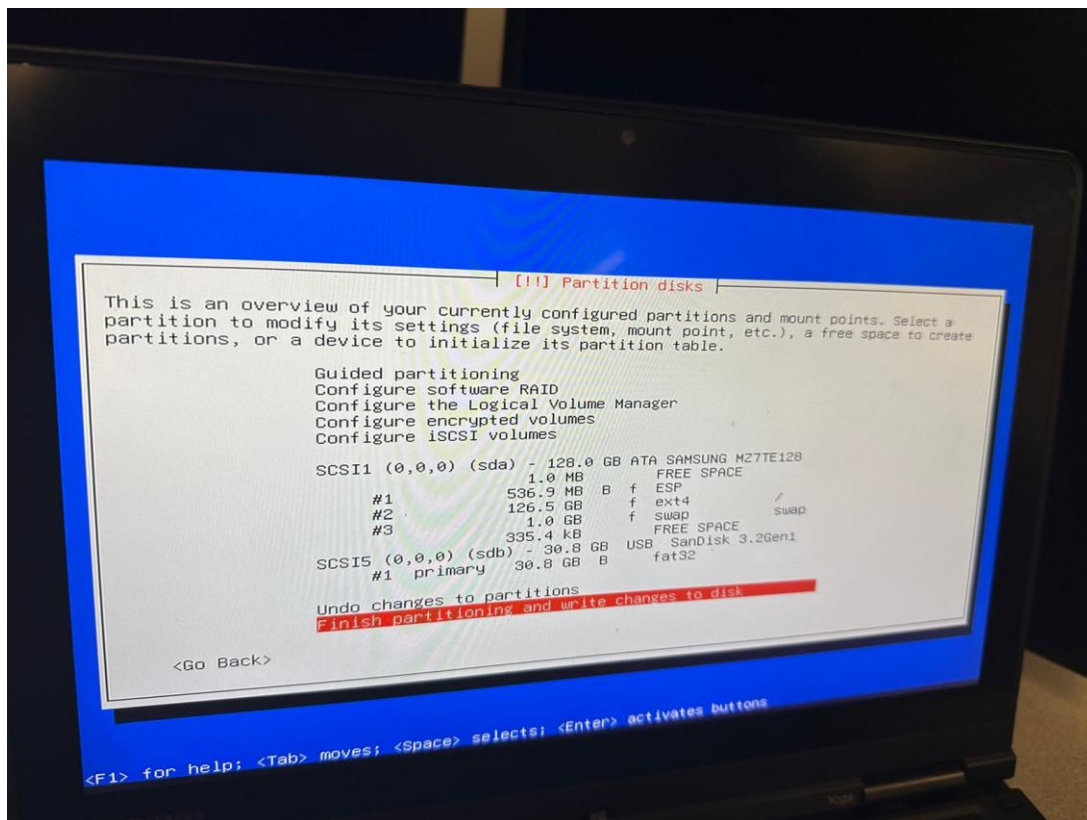 [!!] Partition disks
This is an overview of your currently configured partitions and mount points. Select a
partition to modify its settings (file system, mount point, etc.), a free space to create
partitions, or a device to initialize its partition table.
Guided partitioning
Configure software RAID
Configure the Logical Volume Manager
Configure encrypted volumes
Configure iSCSI volumes
SCSI1 (0,0,0) (sda) - 128.0 GB ATA SAMSUNG MZ7TE128
1.0 MB FREE SPACE
#1 536.9 MB B f ESP
#2 126.5 GB f ext4 /
#3 1.0 GB f swap swap
335.4 kB FREE SPACE
SCSI5 (0,0,0) (sdb) - 30.8 GB USB SanDisk 3.2Gen1
#1 primary 30.8 GB B fat32
Undo changes to partitions
Finish partitioning and write changes to disk
<Go Back>
<F1> for help; <Tab> moves; <Space> selects; <Enter> activates buttons